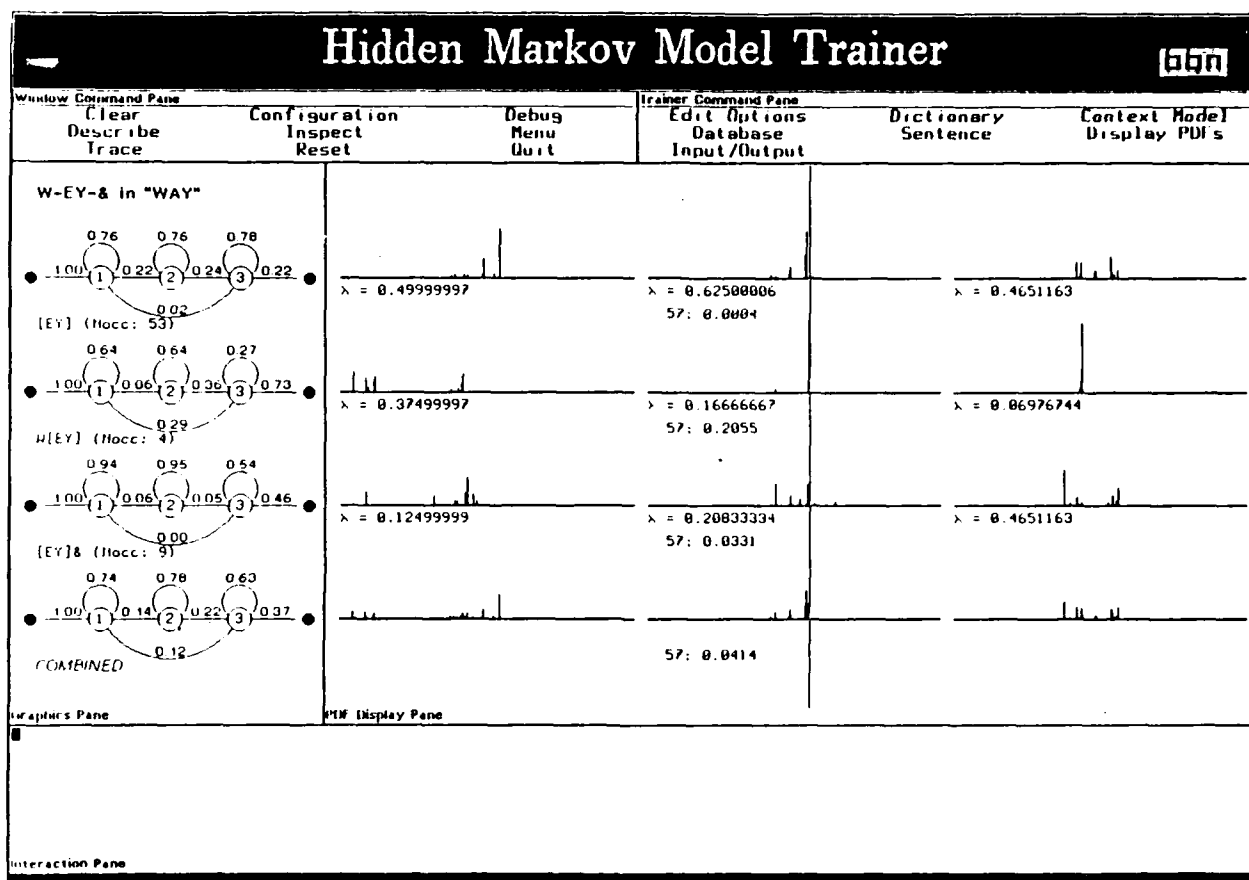 Hidden Markov Model Trainer
bbn
Window Command Pane
Clear Configuration Debug
Describe Inspect Menu
Trace Reset Quit
Trainer Command Pane
Edit Options Dictionary Context Model
Database Sentence Display PDFs
Input/Output
W-EY-& in "WAY"
0.76 0.76 0.78
1.00 1 0.22 2 0.24 3 0.22
0.02
[EY] (Nocc: 53)
λ = 0.49999997 λ = 0.62500006 λ = 0.4651163
57: 0.0004
0.64 0.64 0.27
1.00 1 0.06 2 0.36 3 0.73
0.29
W[EY] (Nocc: 4)
λ = 0.37499997 λ = 0.16666667 λ = 0.06976744
57: 0.2055
0.94 0.95 0.54
1.00 1 0.06 2 0.05 3 0.46
0.00
[EY]& (Nocc: 9)
λ = 0.12499999 λ = 0.20833334 λ = 0.4651163
57: 0.0331
0.74 0.78 0.63
1.00 1 0.14 2 0.22 3 0.37
0.12
COMBINED
57: 0.0414
Graphics Pane
PDF Display Pane
Interaction Pane